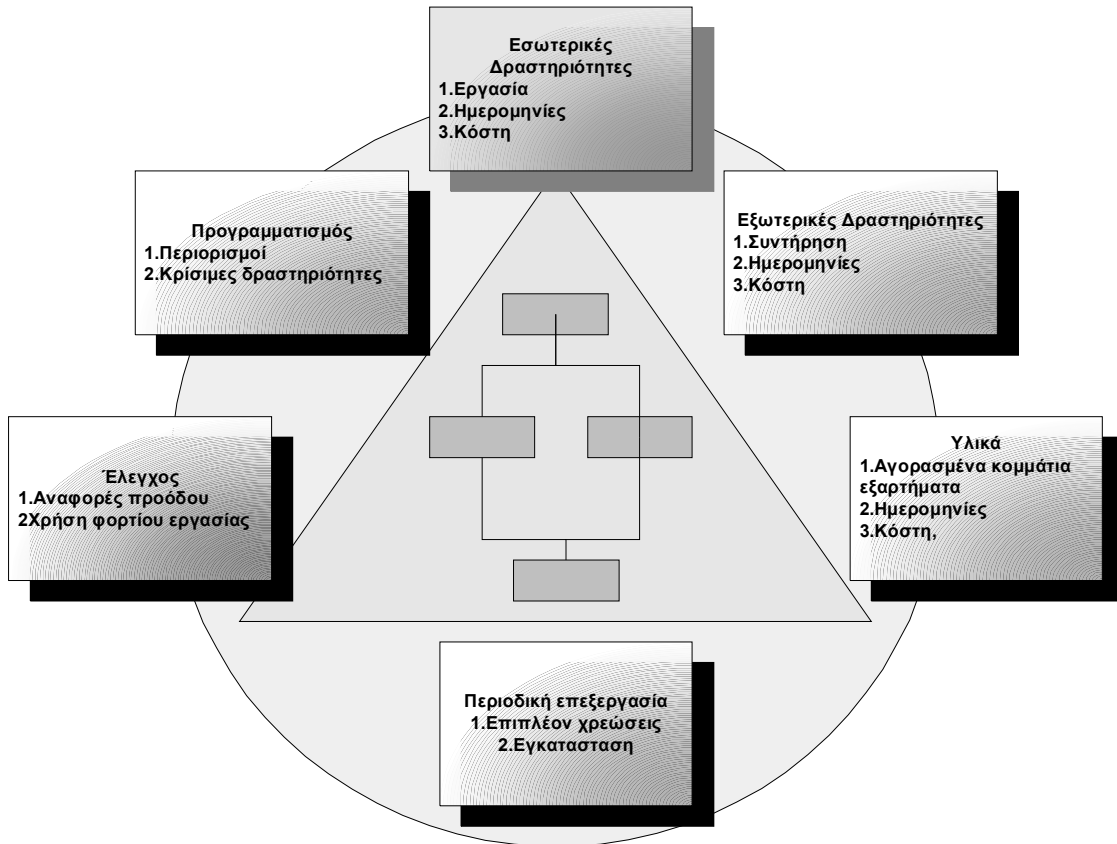 Εσωτερικές
Δραστηριότητες
1.Εργασία
2.Ημερομηνίες
3.Κόστη
Προγραμματισμός
1.Περιορισμοί
2.Κρίσιμες δραστηριότητες
Εξωτερικές Δραστηριότητες
1.Συντήρηση
2.Ημερομηνίες
3.Κόστη
Έλεγχος
1.Αναφορές προόδου
2Χρήση φορτίου εργασίας
Υλικά
1.Αγορασμένα κομμάτια
εξαρτήματα
2.Ημερομηνίες
3.Κόστη,
Περιοδική επεξεργασία
1.Επιπλέον χρεώσεις
2.Εγκατασταση